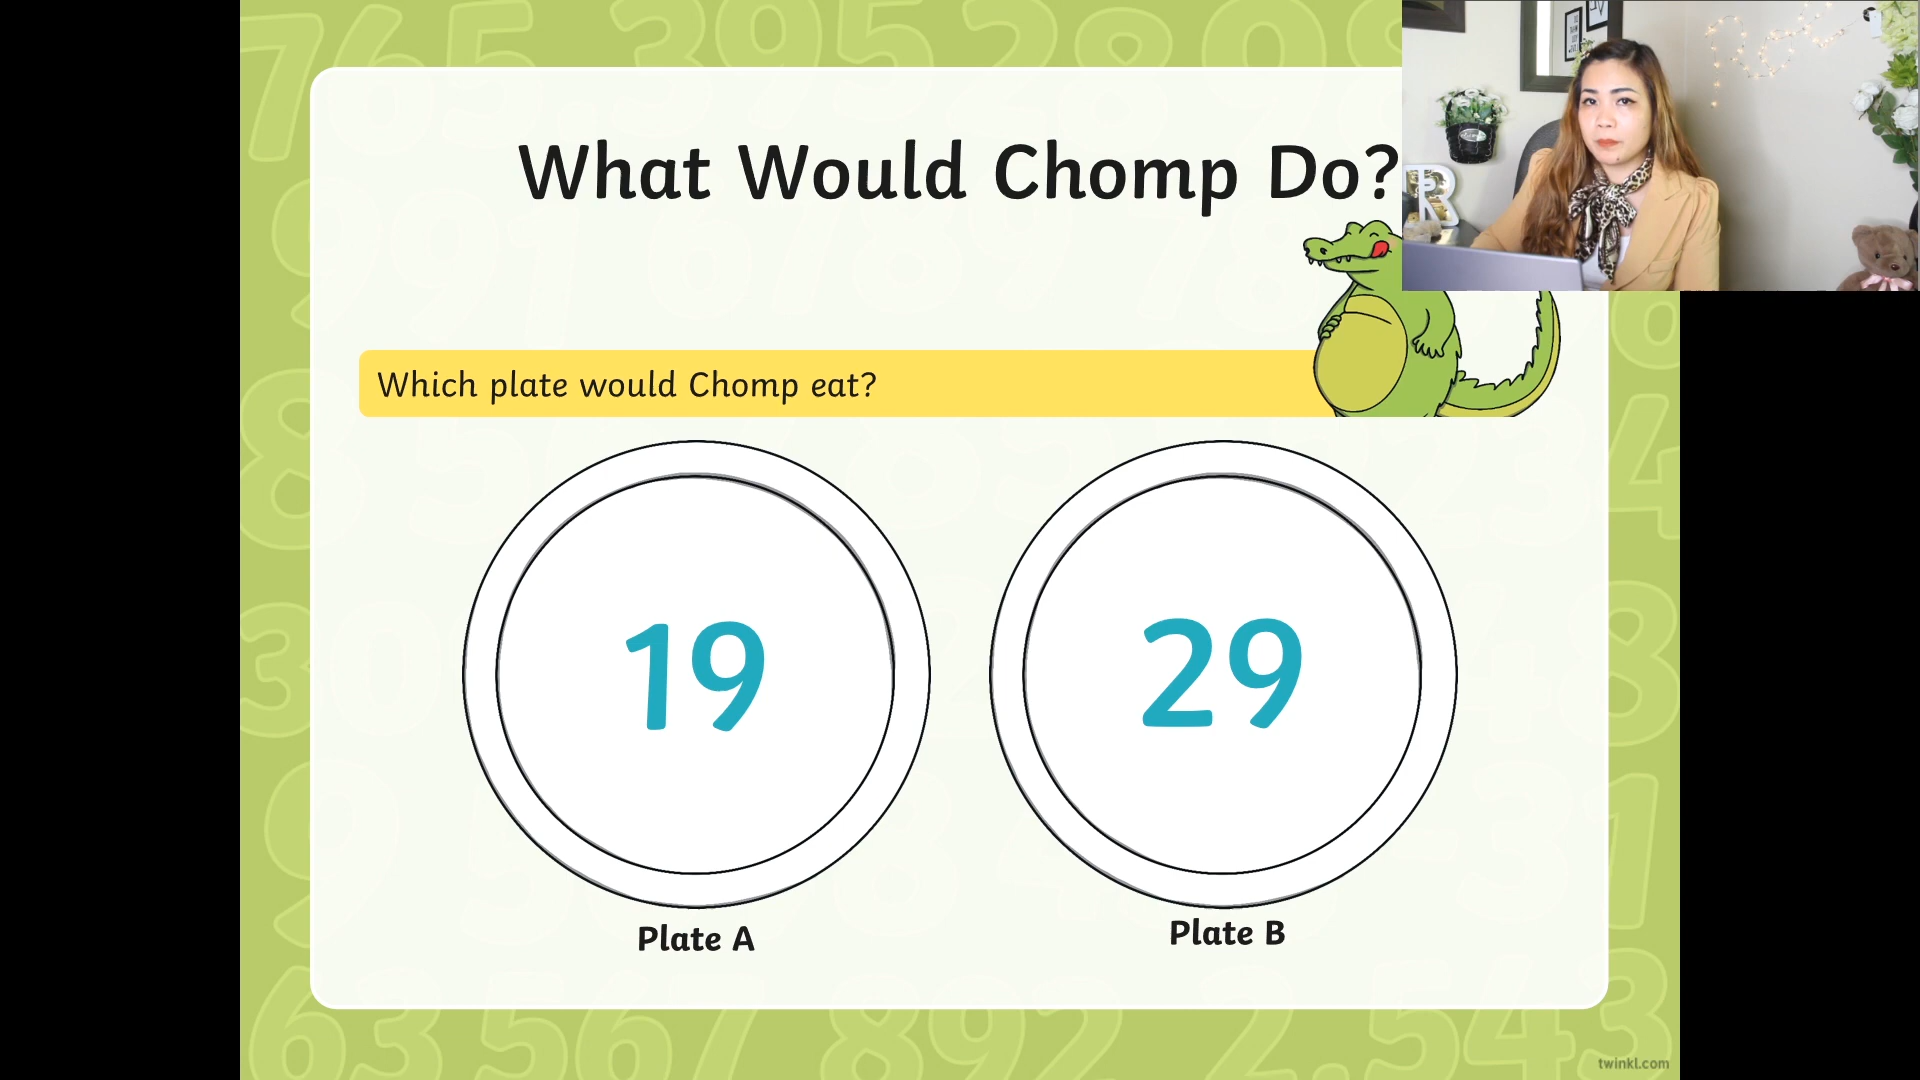 What Would Chomp Do?
Which plate would Chomp eat?
19
29
Plate A
Plate B
R
twinkl.com